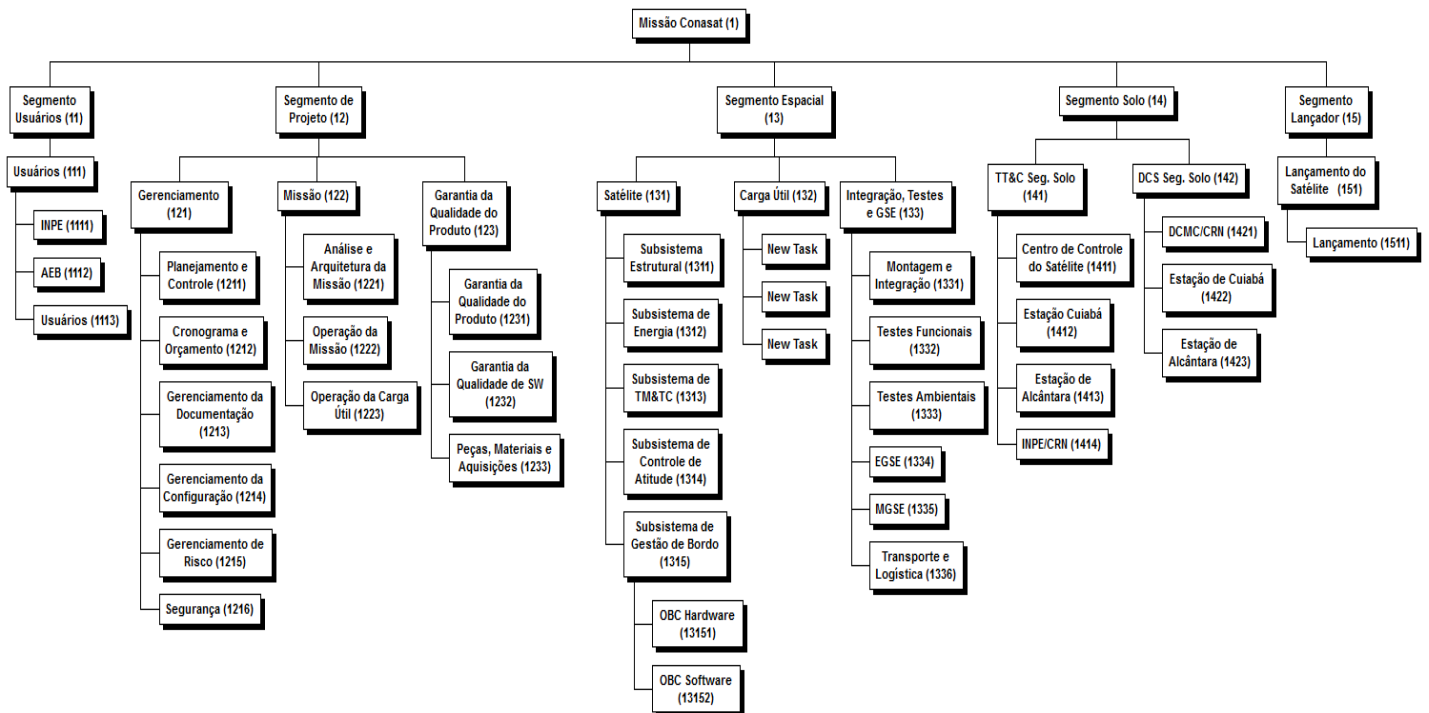 Missão Conasat (1)
Segmento
Usuários (11)
Segmento de
Projeto (12)
Segmento Espacial
(13)
Segmento Solo (14)
Segmento
Lançador (15)
Usuários (111)
INPE (1111)
AEB (1112)
Usuários (1113)
Gerenciamento
(121)
Planejamento e
Controle (1211)
Cronograma e
Orçamento (1212)
Gerenciamento da
Documentação
(1213)
Gerenciamento da
Configuração (1214)
Gerenciamento de
Risco (1215)
Segurança (1216)
Missão (122)
Análise e
Arquitetura da
Missão (1221)
Operação da
Missão (1222)
Operação da Carga
Útil (1223)
Garantia da
Qualidade do
Produto (123)
Garantia da
Qualidade do
Produto (1231)
Garantia da
Qualidade de SW
(1232)
Peças, Materiais e
Aquisições (1233)
Satélite (131)
Subsistema
Estrutural (1311)
Subsistema de
Energia (1312)
Subsistema de
TM&TC (1313)
Subsistema de
Controle de
Atitude (1314)
Subsistema de
Gestão de Bordo
(1315)
OBC Hardware
(13151)
OBC Software
(13152)
Carga Útil (132)
New Task
New Task
New Task
Integração, Testes
e GSE (133)
Montagem e
Integração (1331)
Testes Funcionais
(1332)
Testes Ambientais
(1333)
EGSE (1334)
MGSE (1335)
Transporte e
Logística (1336)
TT&C Seg. Solo
(141)
Centro de Controle
do Satélite (1411)
Estação Cuiabá
(1412)
Estação de
Alcântara (1413)
INPE/CRN (1414)
DCS Seg. Solo (142)
DCMC/CRN (1421)
Estação de Cuiabá
(1422)
Estação de
Alcântara (1423)
Lançamento do
Satélite (151)
Lançamento (1511)